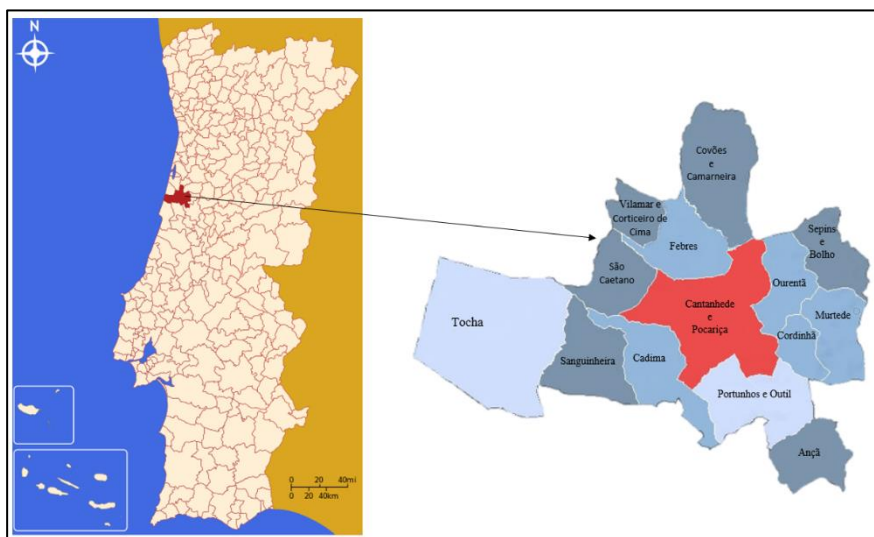 N
0 20 40mi
0 20 40km
Covões
e
Camarneira
Vilamar e
Corticeiro de
Cima
Febres
Sepins
e
Bolho
São
Caetano
Ourentã
Cantanhede
e
Pocariça
Murtede
Tocha
Cordinhã
Sanguinheira
Cadima
Portunhos e Outil
Ançã